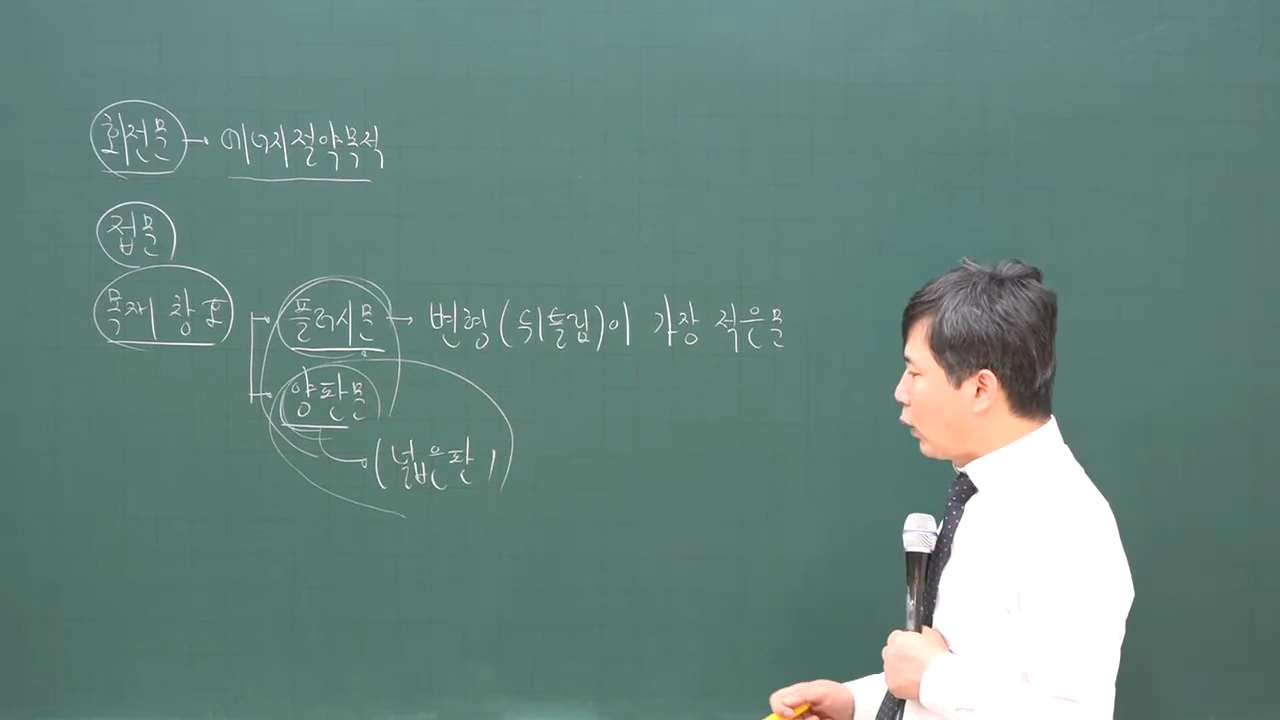 회전문 → 에너지절약목적
접문
목재 창호
플러시문 → 변형(뒤틀림)이 가장 적은문
양판문
(넓은판)